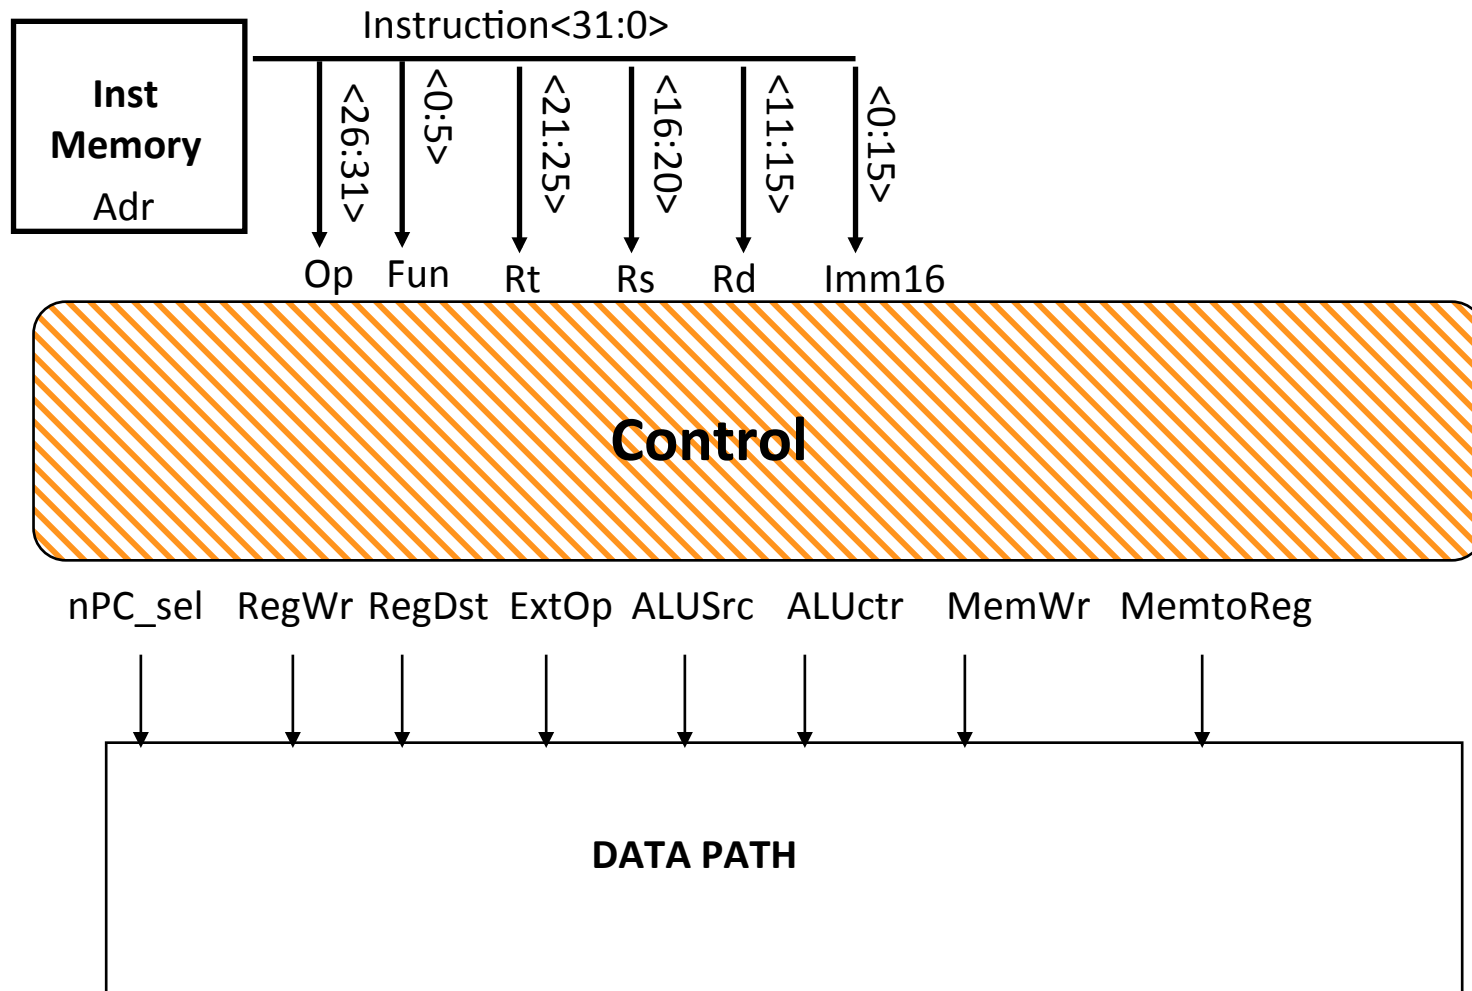 Instruction<31:0>
Inst
Memory
Adr
<26:31>
<0:5>
<21:25>
<16:20>
<11:15>
<0:15>
Op Fun Rt Rs Rd Imm16
Control
nPC_sel RegWr RegDst ExtOp ALUSrc ALUctr MemWr MemtoReg
DATA PATH